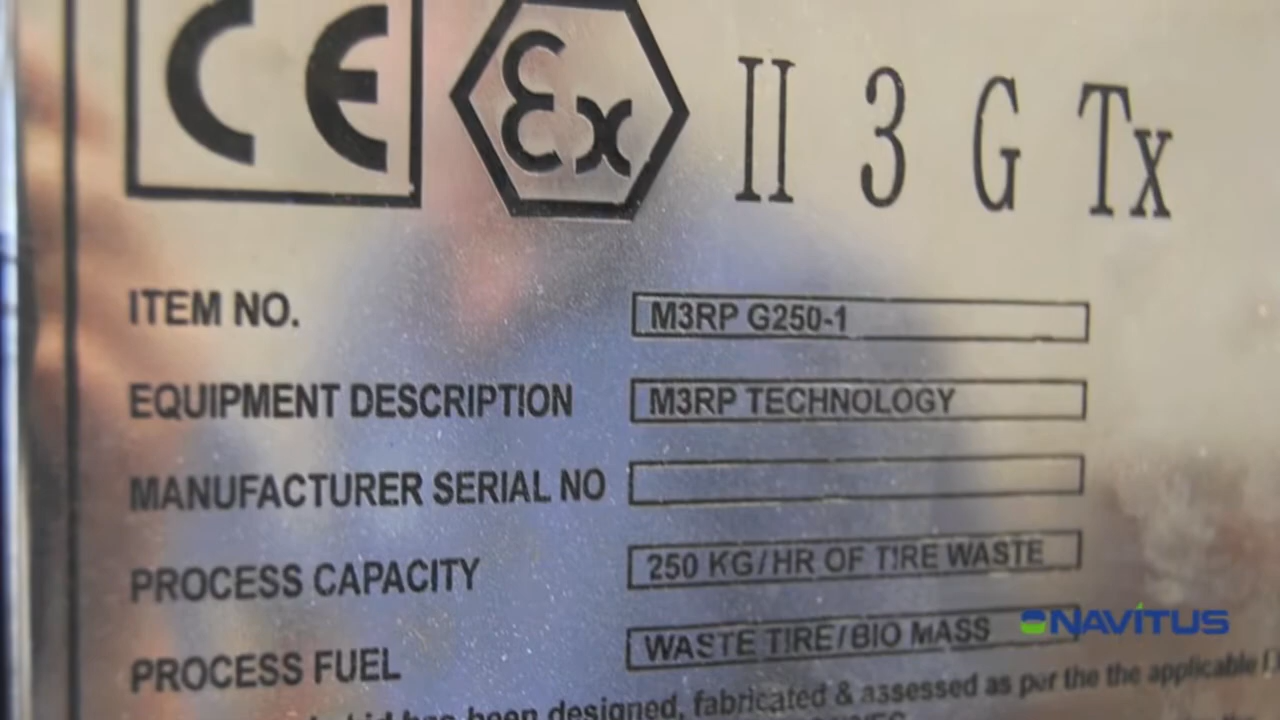 CE Ex II 3 G Tx
ITEM NO. M3RP G250-1
EQUIPMENT DESCRIPTION M3RP TECHNOLOGY
MANUFACTURER SERIAL NO
PROCESS CAPACITY 250 KG/HR OF TIRE WASTE
PROCESS FUEL WASTE TIRE/BIO MASS
NAVITUS
has been designed, fabricated & assessed as per the the applicable